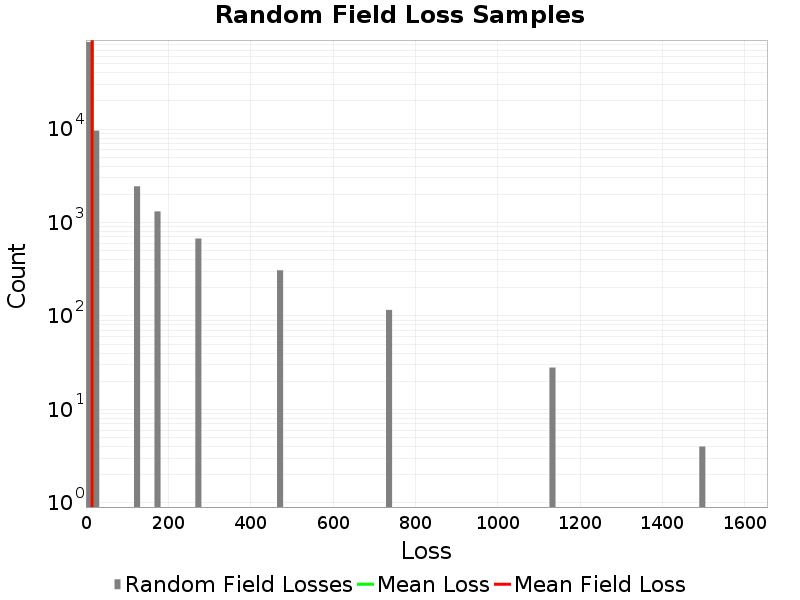 Random Field Loss Samples
Count
10^4
10^3
10^2
10^1
10^0
0 200 400 600 800 1000 1200 1400 1600
Loss
Random Field Losses Mean Loss Mean Field Loss